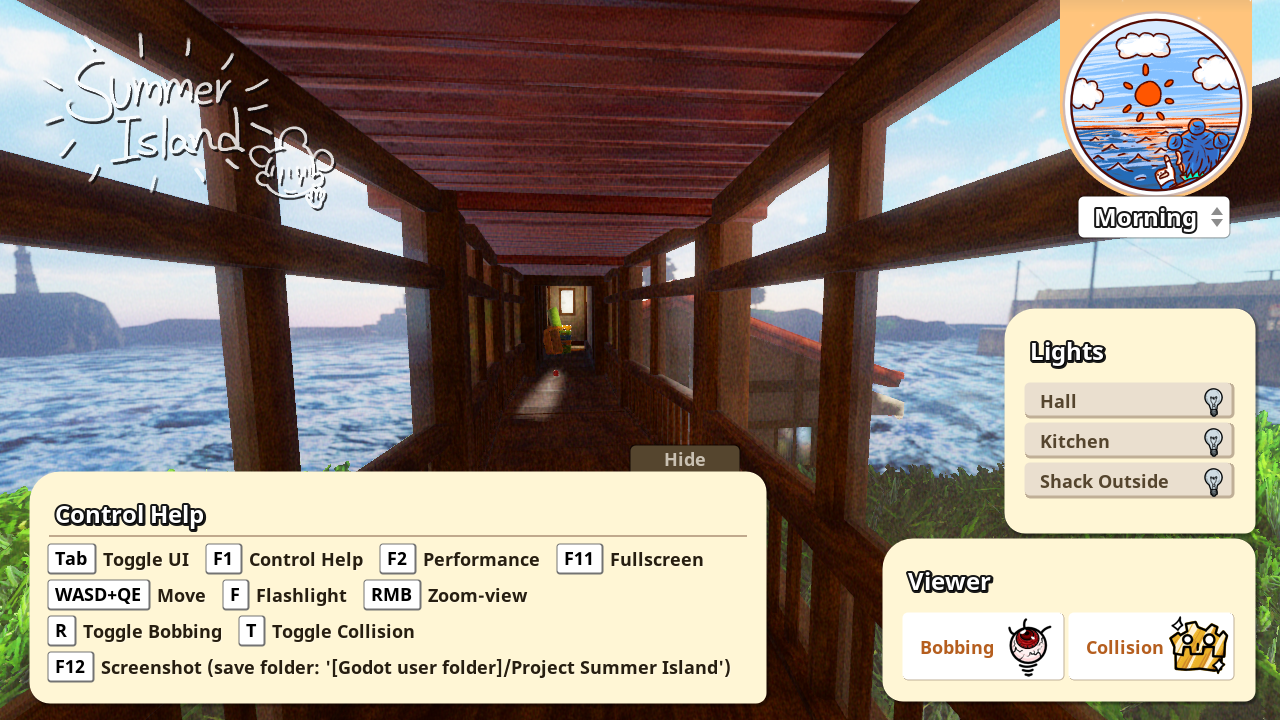 Summer
Island
Morning
Lights
Hall
Kitchen
Shack Outside
Hide
Control Help
Tab Toggle UI F1 Control Help F2 Performance F11 Fullscreen
WASD+QE Move F Flashlight RMB Zoom-view
R Toggle Bobbing T Toggle Collision
F12 Screenshot (save folder: '[Godot user folder]/Project Summer Island')
Viewer
Bobbing Collision